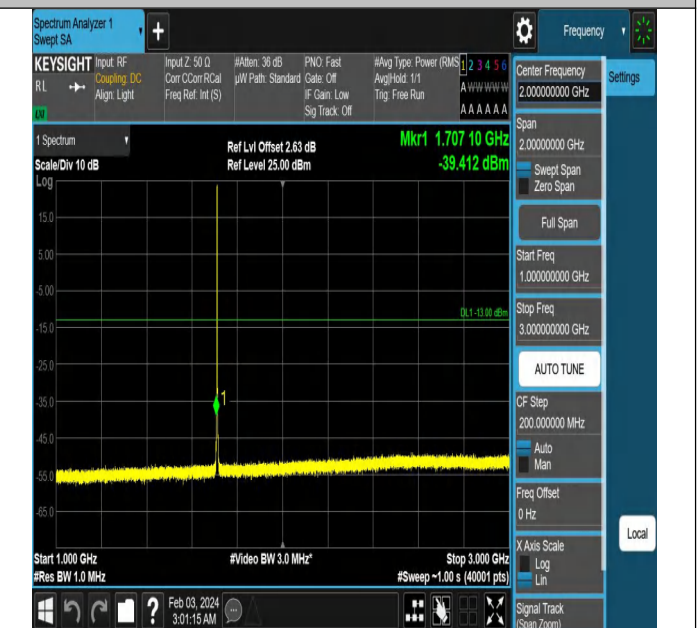 Spectrum Analyzer 1
Swept SA
+
Frequency
KEYSIGHT
RL
LNI
Input: RF
Coupling: DC
Align: Light
Input Z: 50 Ω
Corr CCorr RCal
Freq Ref: Int (S)
#Atten: 36 dB
µW Path: Standard
PNO: Fast
Gate: Off
IF Gain: Low
Sig Track: Off
#Avg Type: Power (RMS
Avg|Hold: 1/1
Trig: Free Run
1 2 3 4 5 6
A W W W W W
A A A A A A
1 Spectrum
Scale/Div 10 dB
Log
Ref Lvl Offset 2.63 dB
Ref Level 25.00 dBm
Mkr1 1.707 10 GHz
-39.412 dBm
15.0
5.00
-5.00
-15.0
-25.0
-35.0
-45.0
-55.0
-65.0
DL1 -13.00 dBm
1
Start 1.000 GHz
#Res BW 1.0 MHz
#Video BW 3.0 MHz*
Stop 3.000 GHz
#Sweep ~1.00 s (40001 pts)
Feb 03, 2024
3:01:15 AM
?
Center Frequency
2.000000000 GHz
Settings
Span
2.00000000 GHz
Swept Span
Zero Span
Full Span
Start Freq
1.000000000 GHz
Stop Freq
3.000000000 GHz
AUTO TUNE
CF Step
200.000000 MHz
Auto
Man
Freq Offset
0 Hz
Local
X Axis Scale
Log
Lin
Signal Track
(Span Zoom)